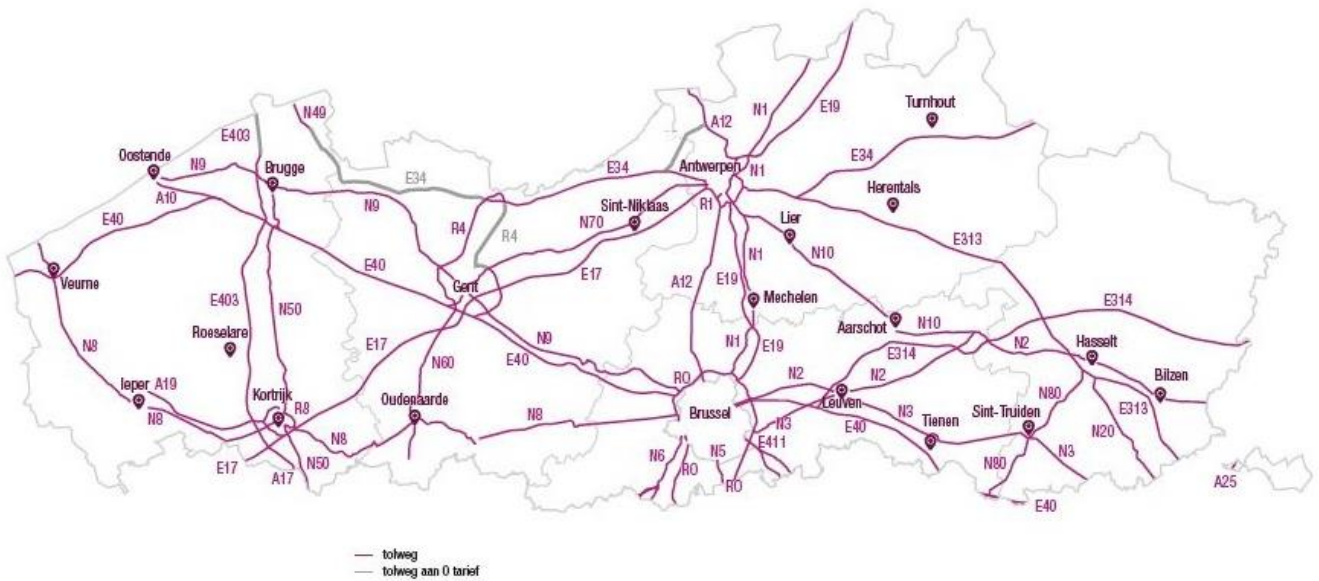 N49
E403
Oostende
N9
Brugge
A10
E40
Veurne
N9
E34
R4
R4
Gent
E40
E403
N50
Roeselare
N8
Ieper
A19
N8
Kortrijk
R8
E17
N50
A17
N8
E17
N60
Oudenaarde
N9
E40
N8
Sint-Niklaas
N70
E17
E34
A12
N1
E19
Antwerpen
N1
R1
Turnhout
E34
Herentals
Lier
N10
E313
N1
A12
E19
Mechelen
N1
E19
R0
Brussel
N6
R0
N5
R0
E411
N3
N2
Leuven
E314
N2
N3
E40
Tienen
Aarschot
N10
N2
E314
Hasselt
Bilzen
N80
Sint-Truiden
N80
N3
N20
E313
E40
A25
tolweg
tolweg aan 0 tarief